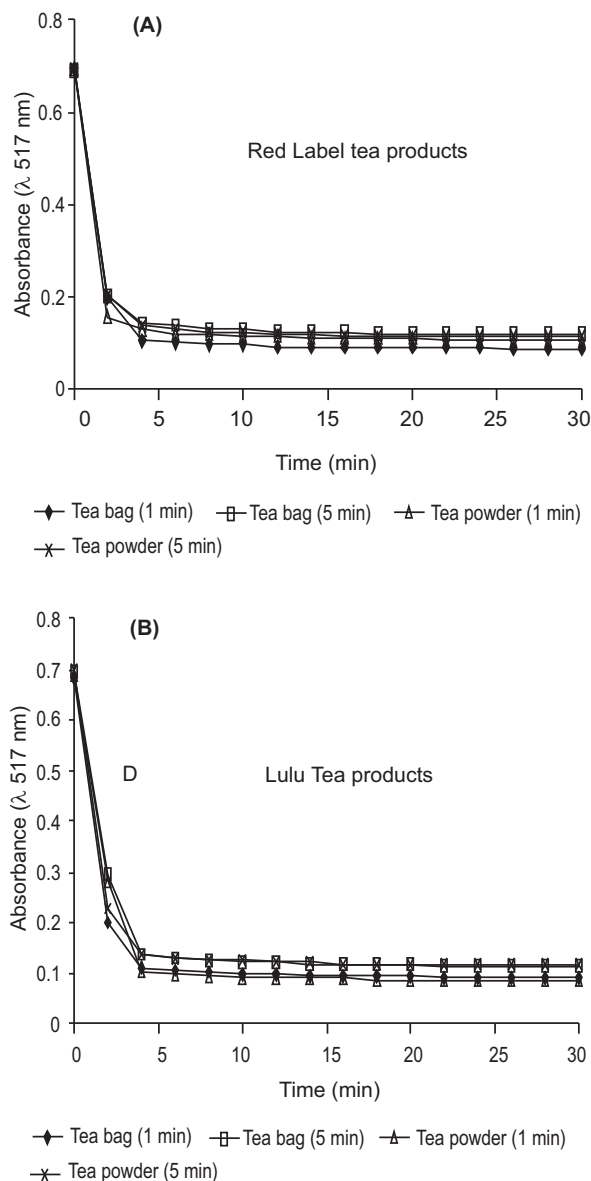 (A)
Absorbance (λ 517 nm)
0.8
0.6
0.4
0.2
0
Red Label tea products
0 5 10 15 20 25 30
Time (min)
Tea bag (1 min) Tea bag (5 min) Tea powder (1 min)
Tea powder (5 min)
(B)
Absorbance (λ 517 nm)
0.8
0.7
0.6
0.5
0.4
0.3
0.2
0.1
0
D
Lulu Tea products
0 5 10 15 20 25 30
Time (min)
Tea bag (1 min) Tea bag (5 min) Tea powder (1 min)
Tea powder (5 min)